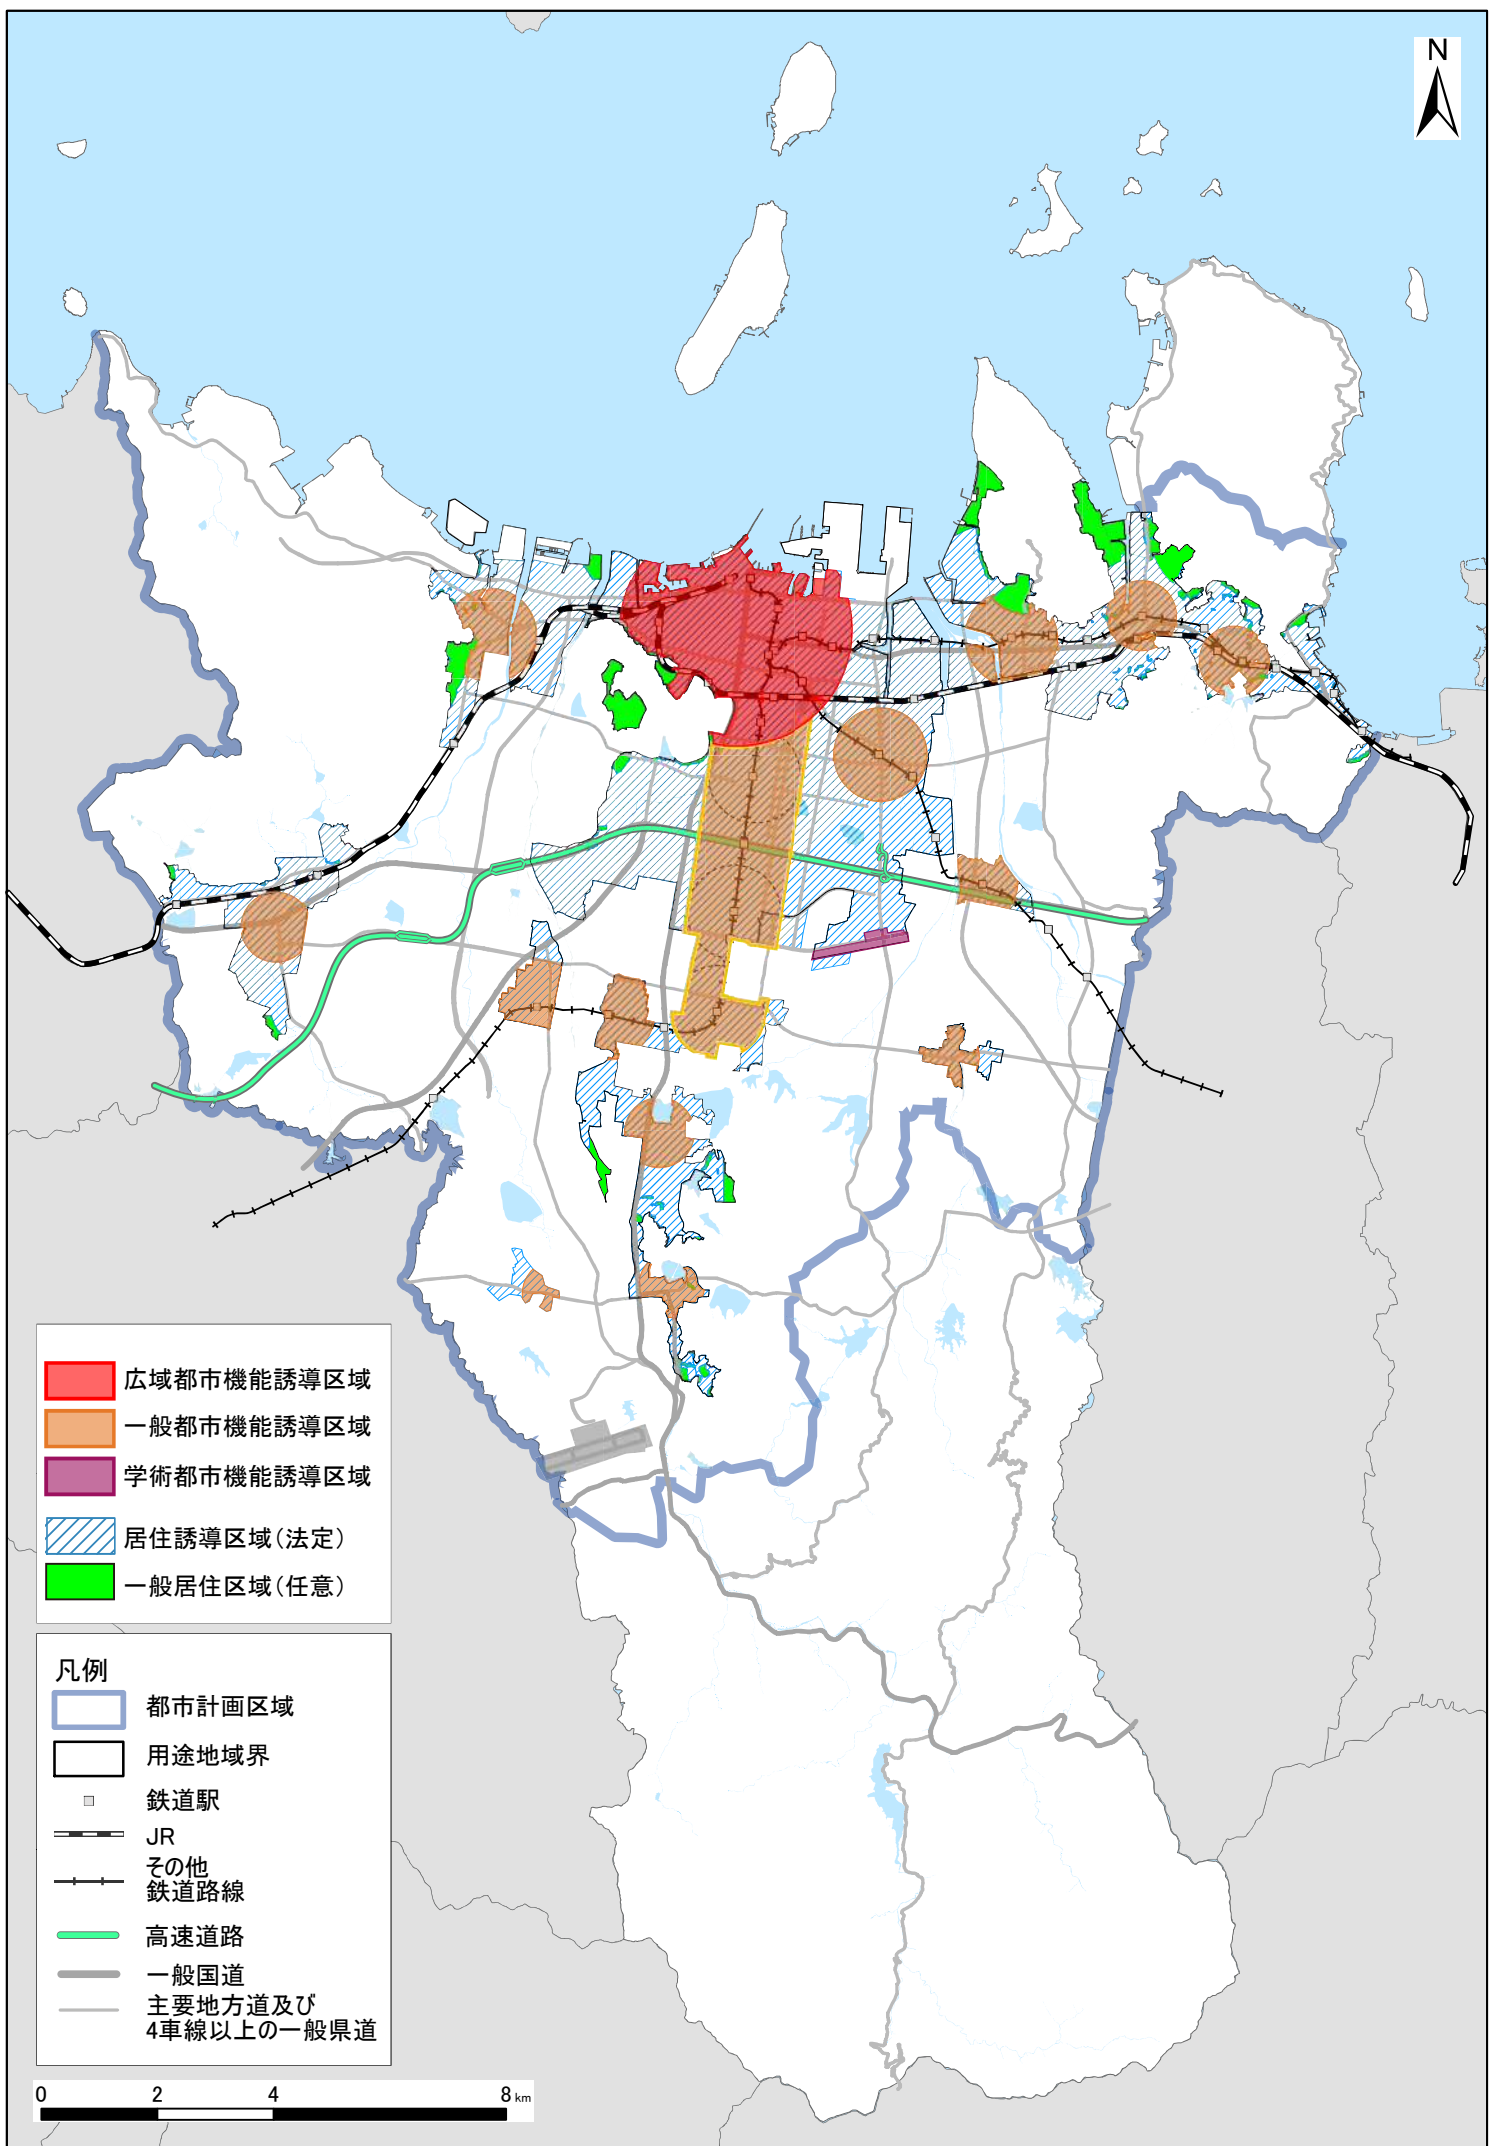 N
広域都市機能誘導区域
一般都市機能誘導区域
学術都市機能誘導区域
居住誘導区域(法定)
一般居住区域(任意)
凡例
都市計画区域
用途地域界
鉄道駅
JR
その他
鉄道路線
高速道路
一般国道
主要地方道及び
4車線以上の一般県道
0 2 4 8 km